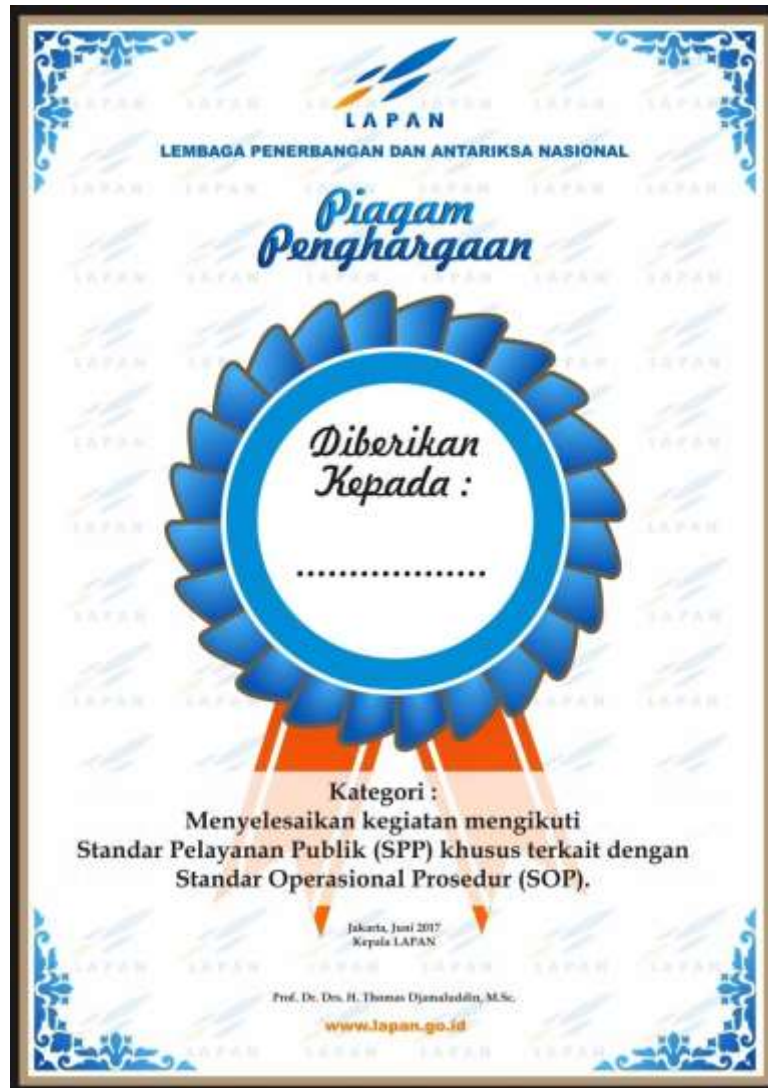 LAPAN
LEMBAGA PENERBANGAN DAN ANTARIKSA NASIONAL
Piagam
Penghargaan
Diberikan
Kepada :
...................
Kategori :
Menyelesaikan kegiatan mengikuti
Standar Pelayanan Publik (SPP) khusus terkait dengan
Standar Operasional Prosedur (SOP).
Jakarta, Juni 2017
Kepala LAPAN
Prof. Dr. Drs. H. Thomas Djamaluddin, M.Sc.
www.lapan.go.id